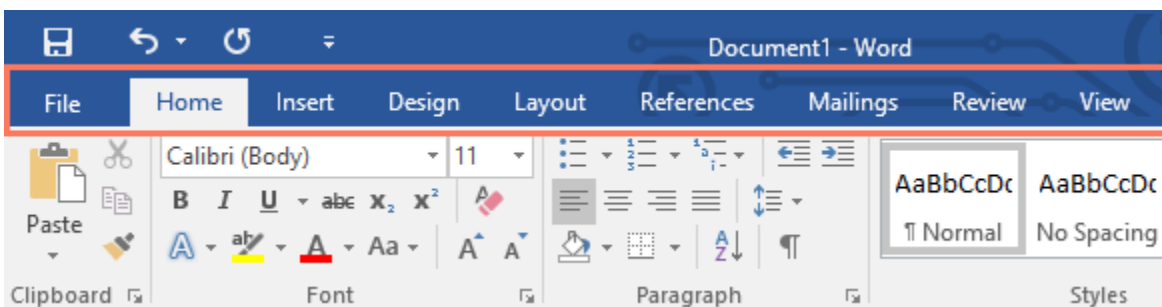 Document1 - Word
File Home Insert Design Layout References Mailings Review View
Calibri (Body) 11
B I U abc X₂ X² A
A ab A Aa A A A Z ¶
Paste
AaBbCcDc AaBbCcDc
¶ Normal No Spacing
Clipboard Font Paragraph Styles